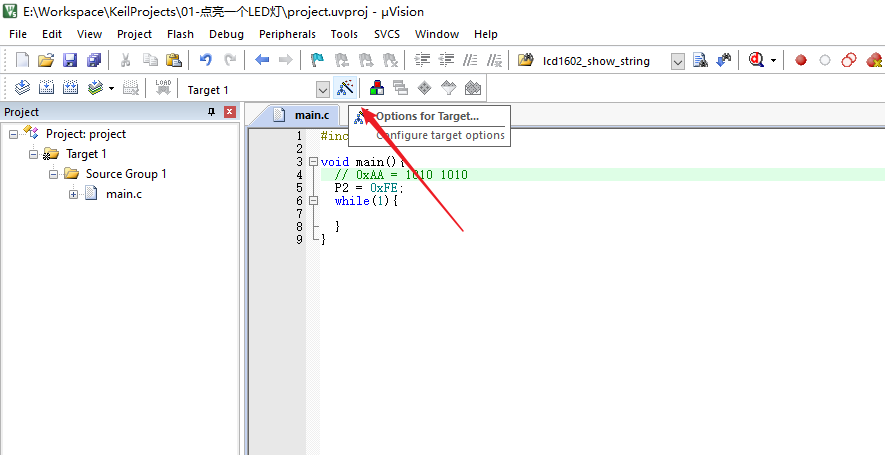 E:\Workspace\KeilProjects\01-点亮一个LED灯\project.uvproj - µVision
File Edit View Project Flash Debug Peripherals Tools SVCS Window Help
lcd1602_show_string
LOAD
Target 1
Project
main.c
Options for Target...
Configure target options
Project: project
Target 1
Source Group 1
main.c
1 #inc
2
3 void main(){
4 // 0xAA = 1010 1010
5 P2 = 0xFE;
6 while(1){
7
8 }
9 }